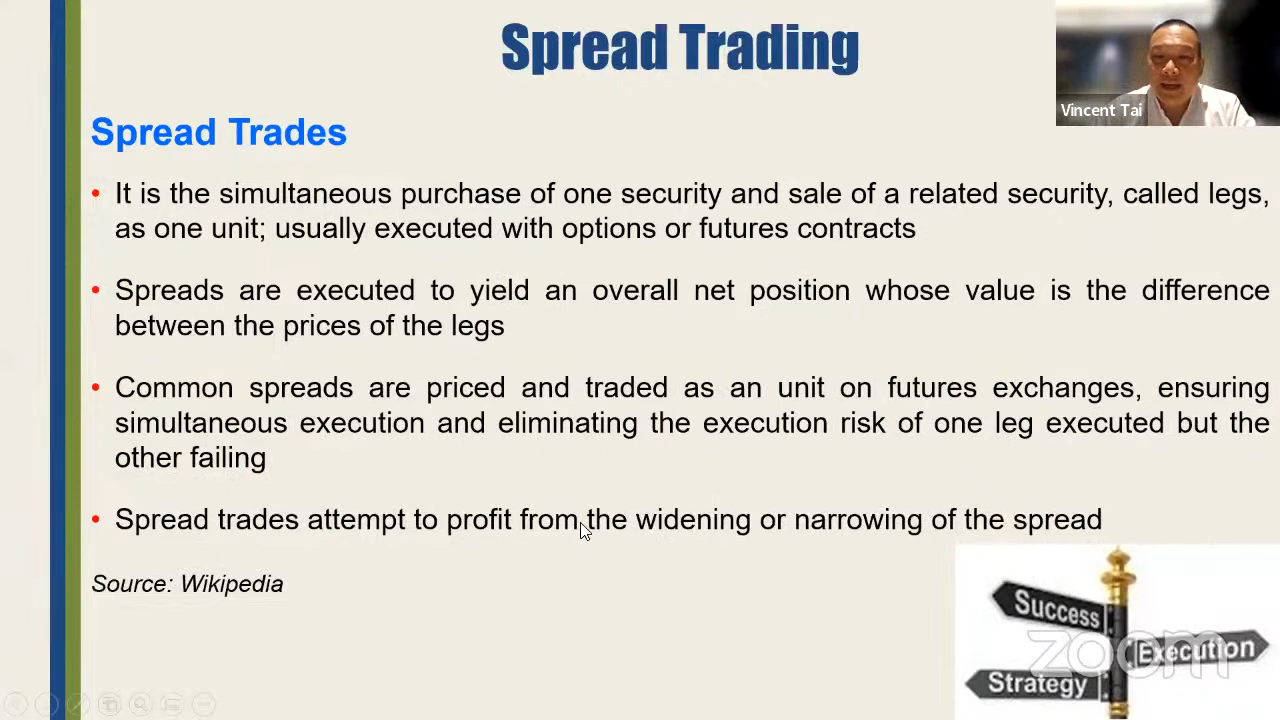 Spread Trading
Vincent Tai
Spread Trades
• It is the simultaneous purchase of one security and sale of a related security, called legs,
as one unit; usually executed with options or futures contracts
• Spreads are executed to yield an overall net position whose value is the difference
between the prices of the legs
• Common spreads are priced and traded as an unit on futures exchanges, ensuring
simultaneous execution and eliminating the execution risk of one leg executed but the
other failing
• Spread trades attempt to profit from the widening or narrowing of the spread
Source: Wikipedia
Success
zoom
Execution
Strategy